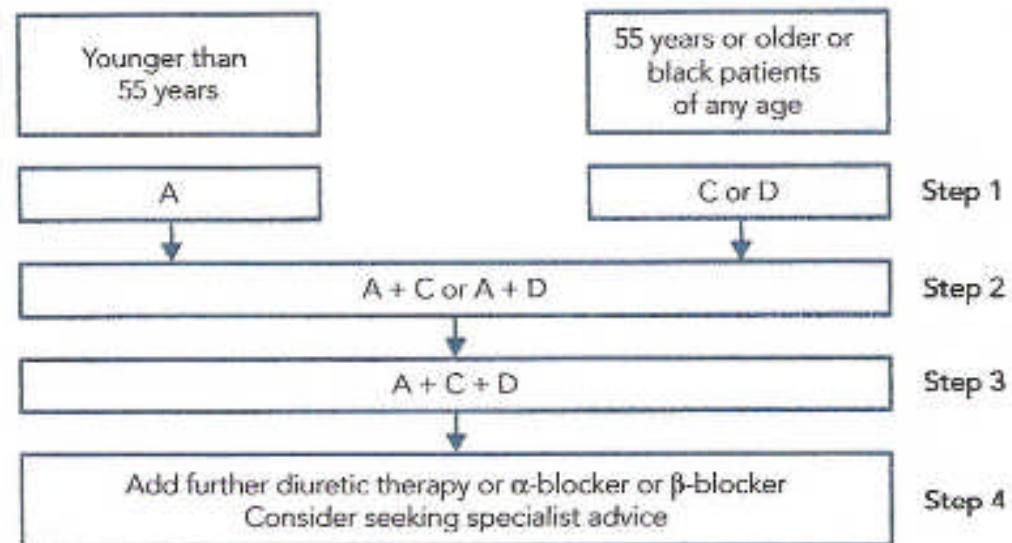 Younger than
55 years
55 years or older or
black patients
of any age
A
C or D
Step 1
A + C or A + D
Step 2
A + C + D
Step 3
Add further diuretic therapy or α-blocker or β-blocker
Consider seeking specialist advice
Step 4